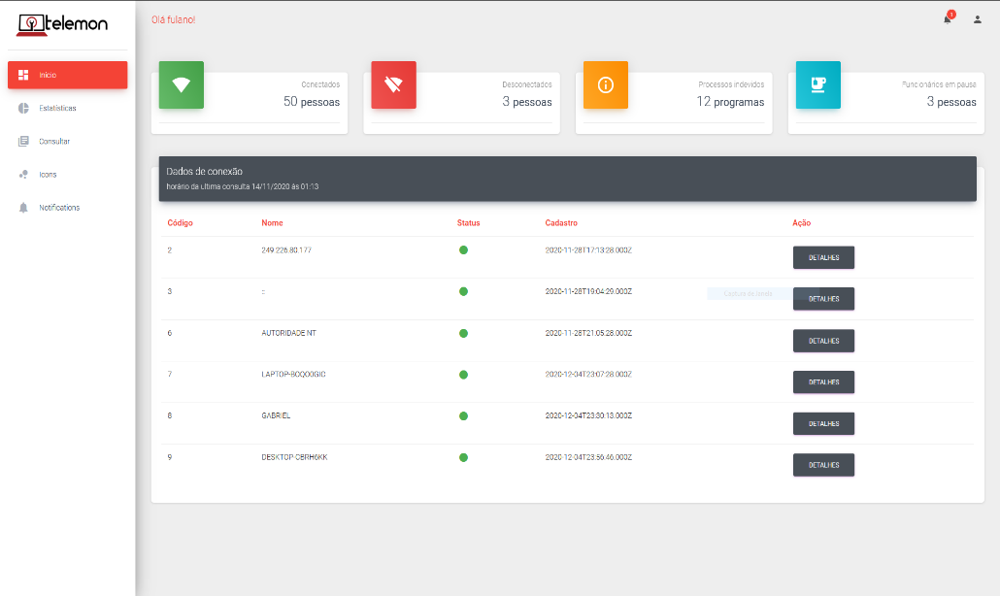 telemon
Olá fulano!
1
Início
Estatísticas
Consultar
Icons
Notifications
Conectados
50 pessoas
Desconectados
3 pessoas
Processos indevidos
12 programas
Funcionários em pausa
3 pessoas
Dados de conexão
horário da ultima consulta 14/11/2020 às 01:13
Código Nome Status Cadastro Ação
2 249.226.80.177 2020-11-28T17:13:28.000Z DETALHES
3 :: 2020-11-28T19:04:29.000Z DETALHES
Captura de janela
6 AUTORIDADE NT 2020-11-28T21:05:28.000Z DETALHES
7 LAPTOP-BOQO0GIO 2020-12-04T23:07:28.000Z DETALHES
8 GABRIEL 2020-12-04T23:30:13.000Z DETALHES
9 DESKTOP-CBRH6KK 2020-12-04T23:56:46.000Z DETALHES